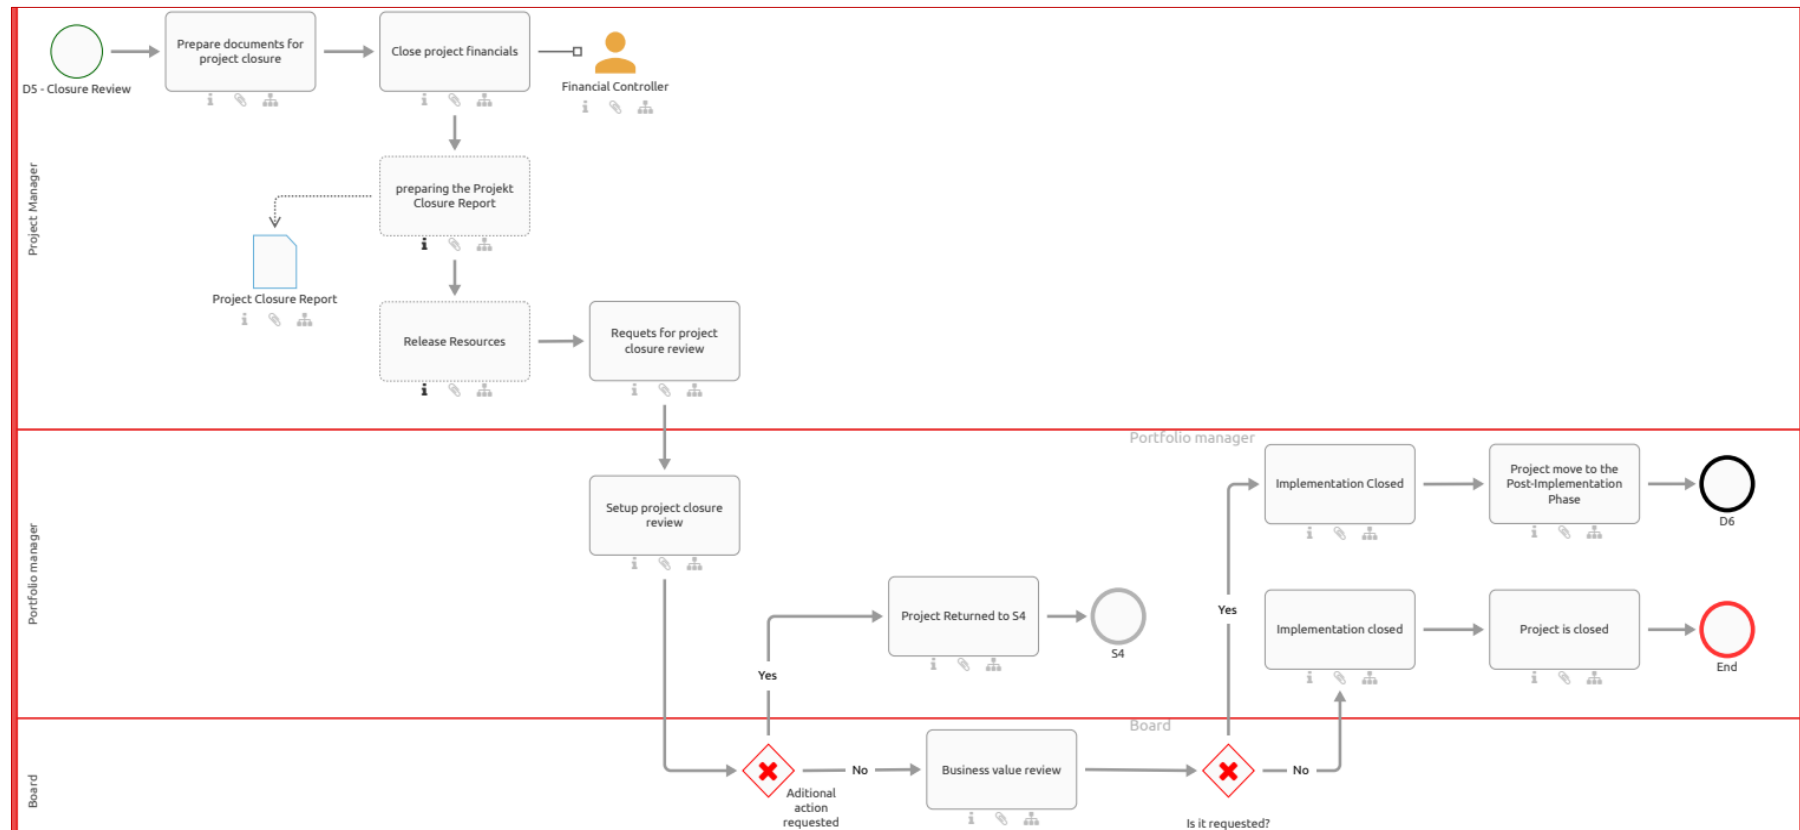 Project Manager
D5 - Closure Review
Prepare documents for
project closure
Close project financials
Financial Controller
preparing the Projekt
Closure Report
Project Closure Report
Release Resources
Requets for project
closure review
Portfolio manager
Portfolio manager
Setup project closure
review
Yes
Project Returned to S4
S4
Yes
Implementation Closed
Project move to the
Post-Implementation
Phase
D6
Implementation closed
Project is closed
End
Board
Board
Aditional
action
requested
No
Business value review
Is it requested?
No